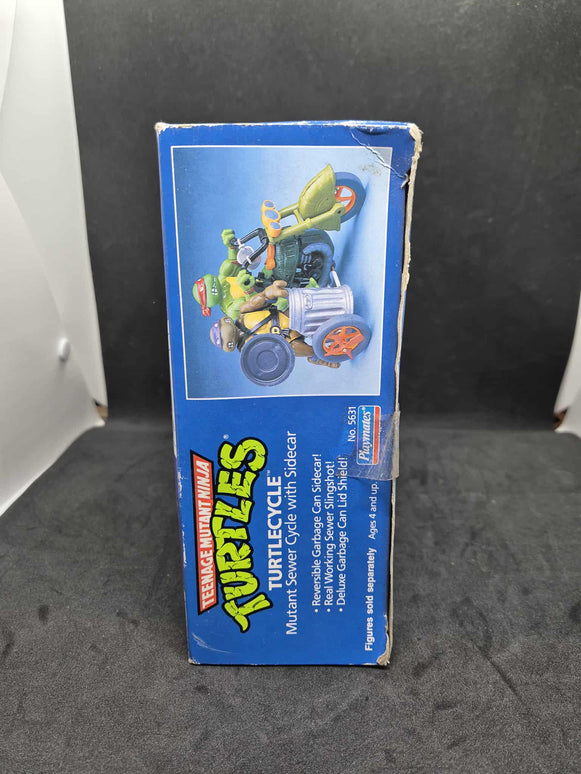 TEENAGE MUTANT NINJA
TURTLES®
TURTLECYCLE™
Mutant Sewer Cycle with Sidecar
• Reversible Garbage Can Sidecar!
• Real Working Sewer Slingshot!
• Deluxe Garbage Can Lid Shield!
Figures sold separately Ages 4 and up.
No. 5631
Playmates®